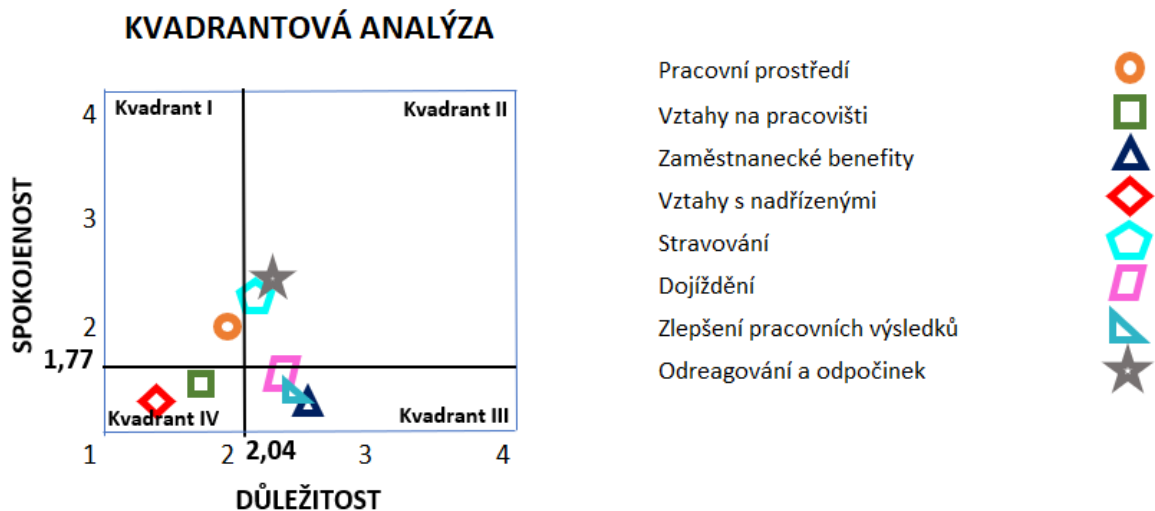 KVADRANTOVÁ ANALÝZA
Kvadrant I
Kvadrant II
Kvadrant IV
Kvadrant III
SPOKOJENOST
4
3
2
1,77
1
2
2,04
3
4
DŮLEŽITOST
Pracovní prostředí
Vztahy na pracovišti
Zaměstnanecké benefity
Vztahy s nadřízenými
Stravování
Dojíždění
Zlepšení pracovních výsledků
Odreagování a odpočinek